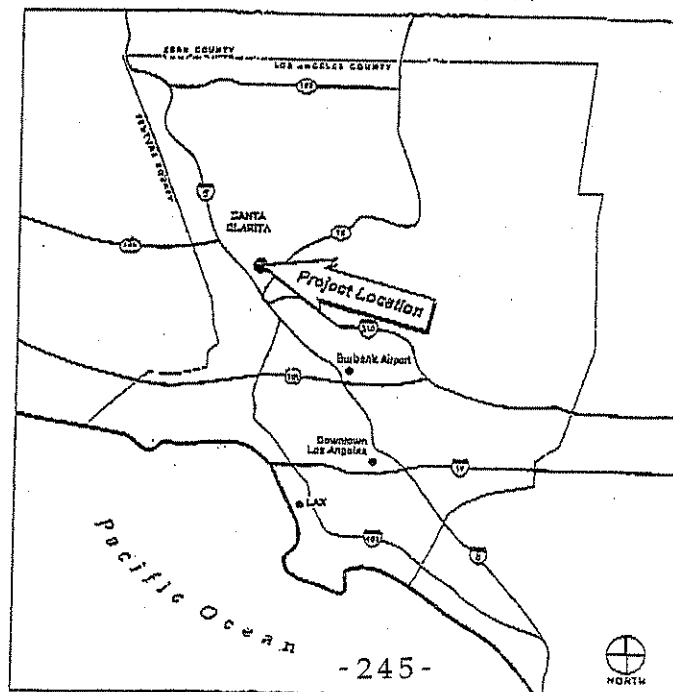 KERN COUNTY
LOS ANGELES COUNTY
VENTURA COUNTY
5
SANTA
CLARITA
126
14
Project Location
210
Burbank Airport
101
Downtown
Los Angeles
10
LAX
405
5
Pacific Ocean
-245-
NORTH